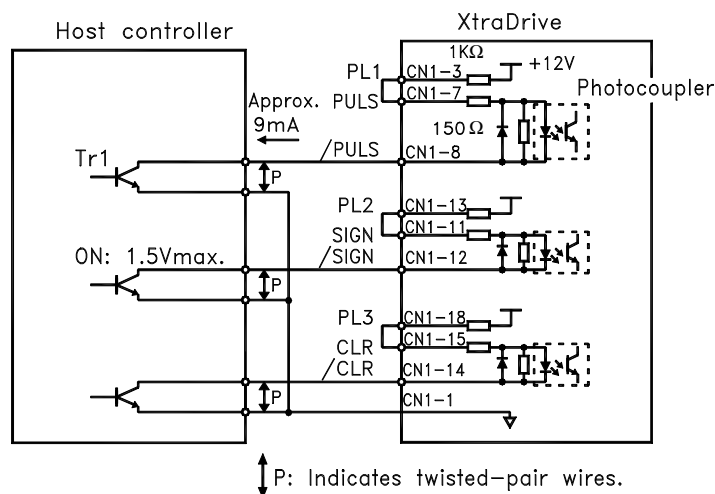 Host controller
XtraDrive
1KΩ
PL1
CN1-3
+12V
Approx.
9mA
PULS
CN1-7
Photocoupler
150Ω
/PULS
CN1-8
Tr1
P
PL2
CN1-13
SIGN
CN1-11
ON: 1.5Vmax.
/SIGN
CN1-12
P
PL3
CN1-18
CLR
CN1-15
/CLR
CN1-14
P
CN1-1
P: Indicates twisted-pair wires.